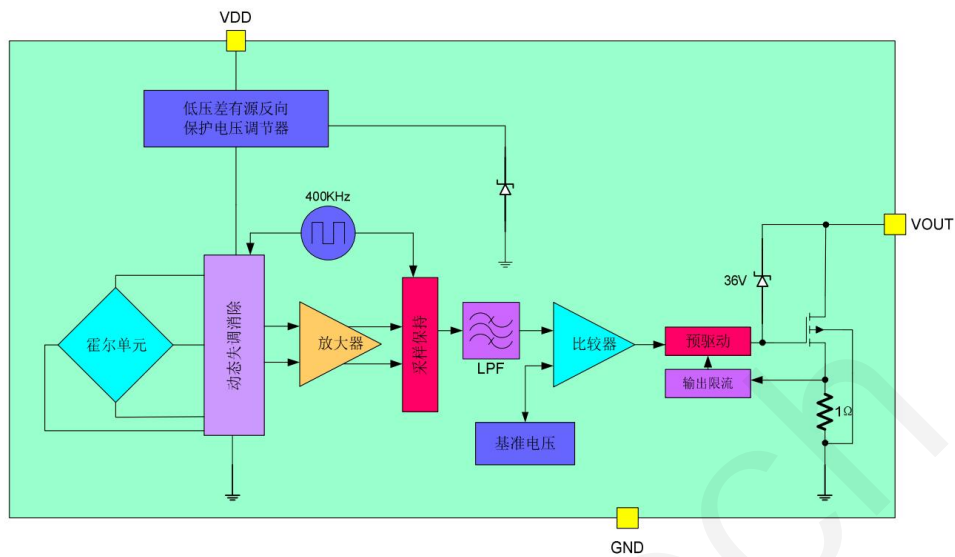 VDD
低压差有源反向
保护电压调节器
400KHz
VOUT
36V
霍尔单元
动态失调消除
放大器
采样保持
LPF
比较器
预驱动
输出限流
1Ω
基准电压
GND
ch